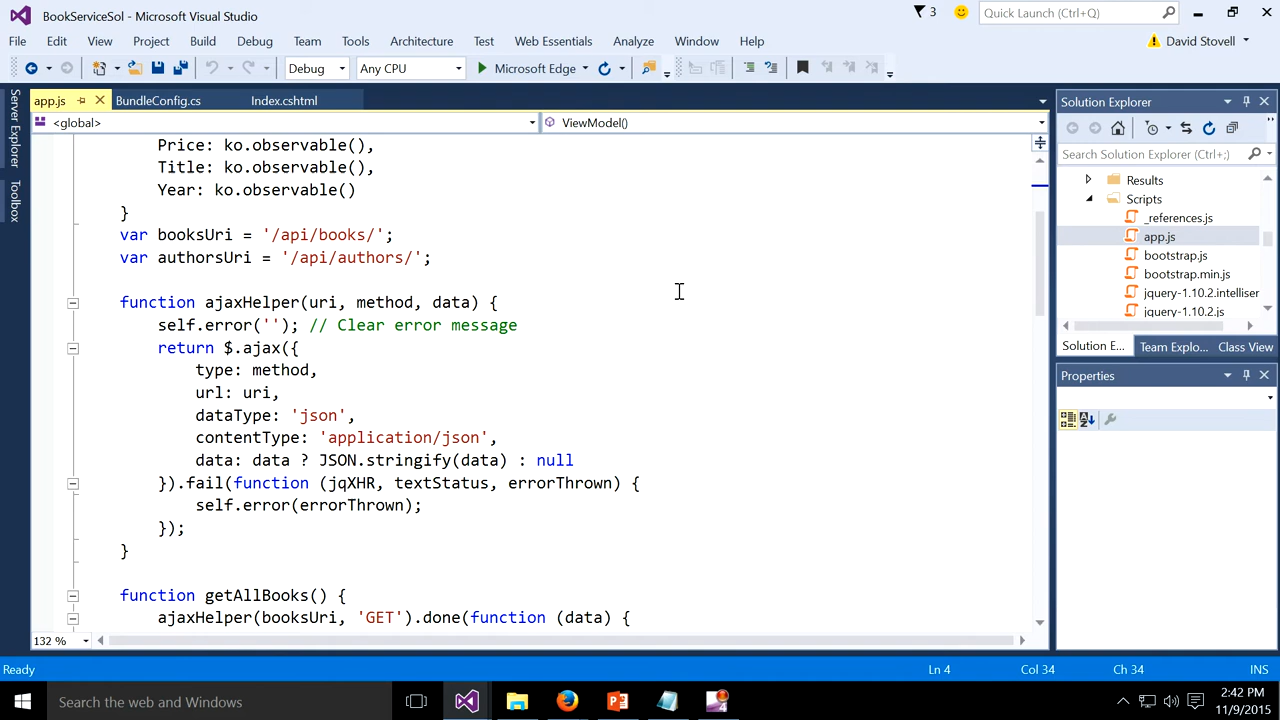 BookServiceSol - Microsoft Visual Studio
3
Quick Launch (Ctrl+Q)
File Edit View Project Build Debug Team Tools Architecture Test Web Essentials Analyze Window Help
David Stovell
Debug Any CPU Microsoft Edge
Server Explorer
Toolbox
app.js BundleConfig.cs Index.cshtml
<global> ViewModel()
Price: ko.observable(),
Title: ko.observable(),
Year: ko.observable()
}
var booksUri = '/api/books/';
var authorsUri = '/api/authors/';
function ajaxHelper(uri, method, data) {
self.error(''); // Clear error message
return $.ajax({
type: method,
url: uri,
dataType: 'json',
contentType: 'application/json',
data: data ? JSON.stringify(data) : null
}).fail(function (jqXHR, textStatus, errorThrown) {
self.error(errorThrown);
});
}
function getAllBooks() {
ajaxHelper(booksUri, 'GET').done(function (data) {
132 %
Solution Explorer
Search Solution Explorer (Ctrl+;)
Results
Scripts
_references.js
app.js
bootstrap.js
bootstrap.min.js
jquery-1.10.2.intelliser
jquery-1.10.2.js
Solution E... Team Explo... Class View
Properties
Ready Ln 4 Col 34 Ch 34 INS
Search the web and Windows
4
2:42 PM
11/9/2015